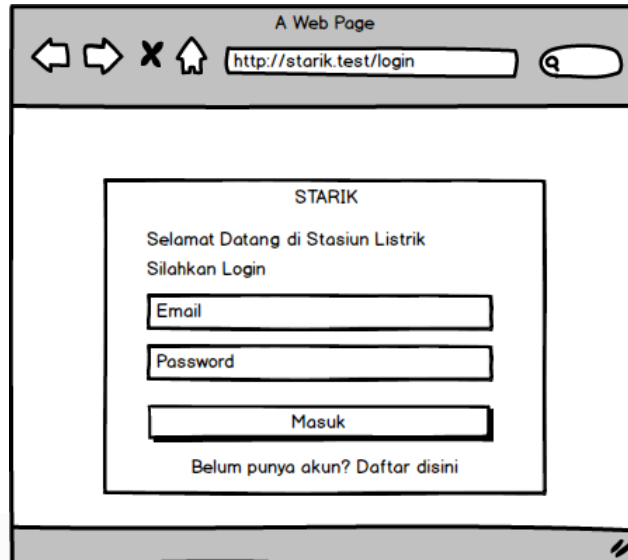 A Web Page
http://starik.test/login
STARIK
Selamat Datang di Stasiun Listrik
Silahkan Login
Email
Password
Masuk
Belum punya akun? Daftar disini